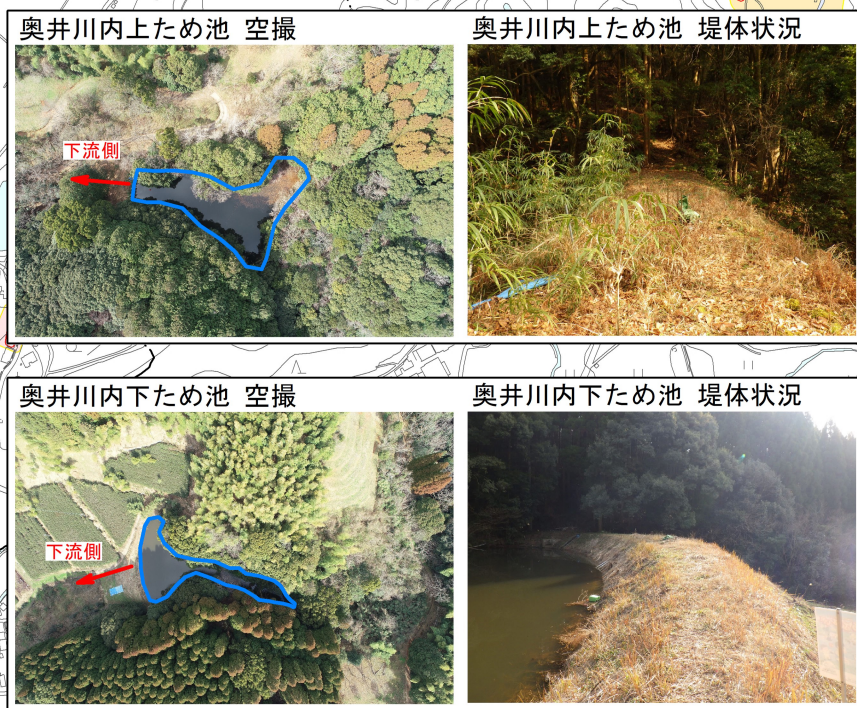 奥井川内上ため池 空撮
奥井川内上ため池 堤体状況
下流側
奥井川内下ため池 空撮
奥井川内下ため池 堤体状況
下流側